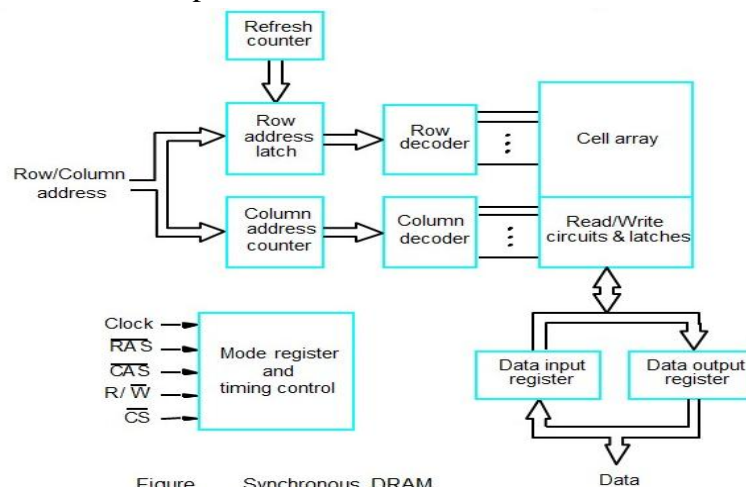 Refresh
counter
Row
address
latch
Row
decoder
Cell array
Row/Column
address
Column
address
counter
Column
decoder
Read/Write
circuits & latches
Clock
RAS
CAS
R/ W
CS
Mode register
and
timing control
Data input
register
Data output
register
Data
Figure Synchronous DRAM